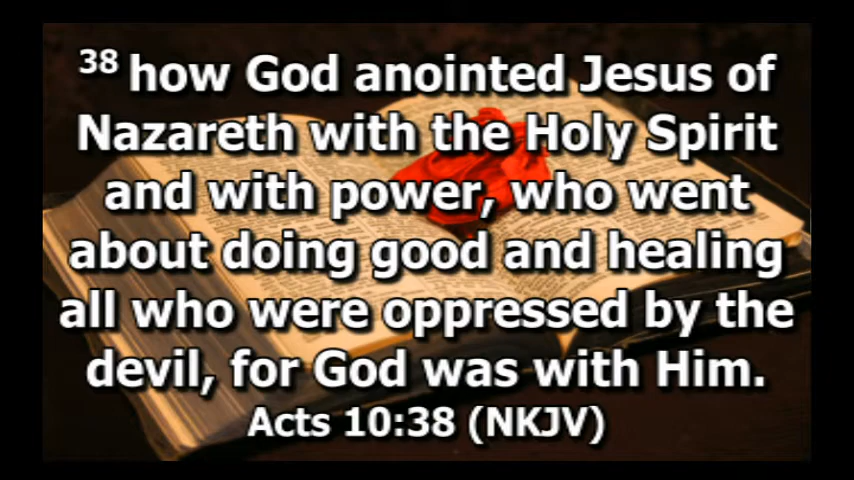 38 how God anointed Jesus of
Nazareth with the Holy Spirit
and with power, who went
about doing good and healing
all who were oppressed by the
devil, for God was with Him.
Acts 10:38 (NKJV)